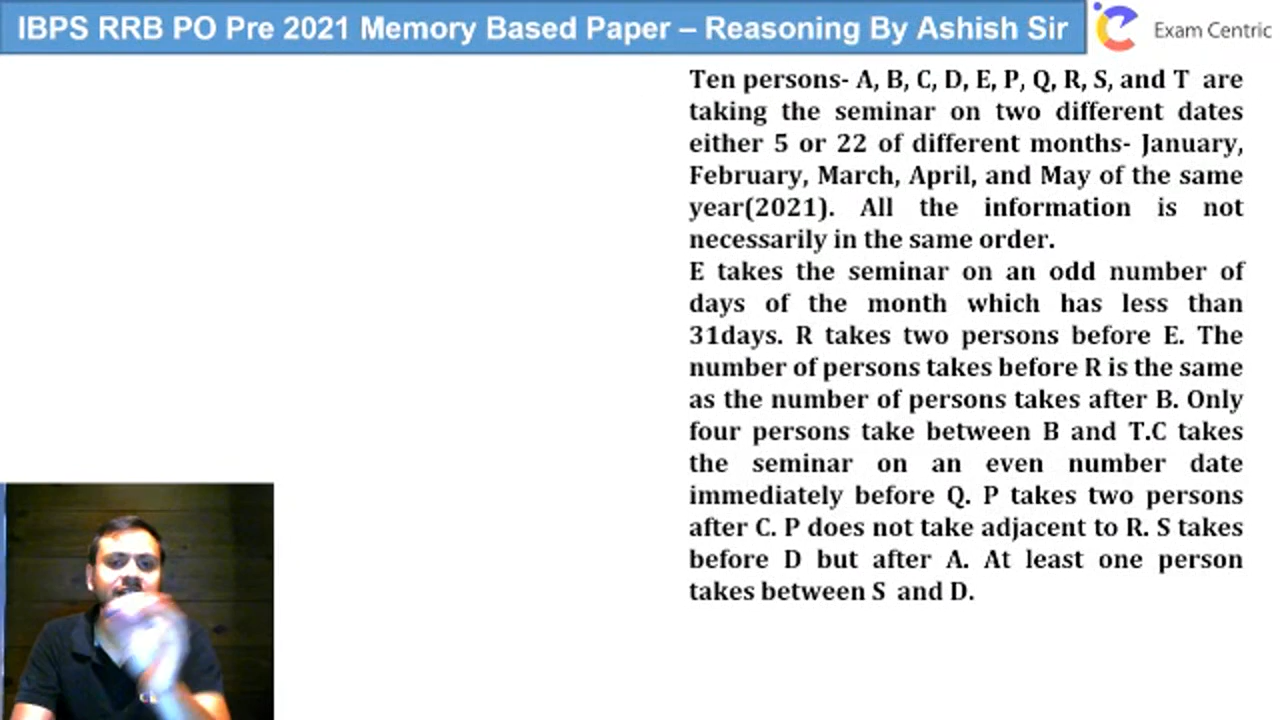 IBPS RRB PO Pre 2021 Memory Based Paper – Reasoning By Ashish Sir
Exam Centric
Ten persons- A, B, C, D, E, P, Q, R, S, and T are
taking the seminar on two different dates
either 5 or 22 of different months- January,
February, March, April, and May of the same
year(2021). All the information is not
necessarily in the same order.
E takes the seminar on an odd number of
days of the month which has less than
31days. R takes two persons before E. The
number of persons takes before R is the same
as the number of persons takes after B. Only
four persons take between B and T.C takes
the seminar on an even number date
immediately before Q. P takes two persons
after C. P does not take adjacent to R. S takes
before D but after A. At least one person
takes between S and D.